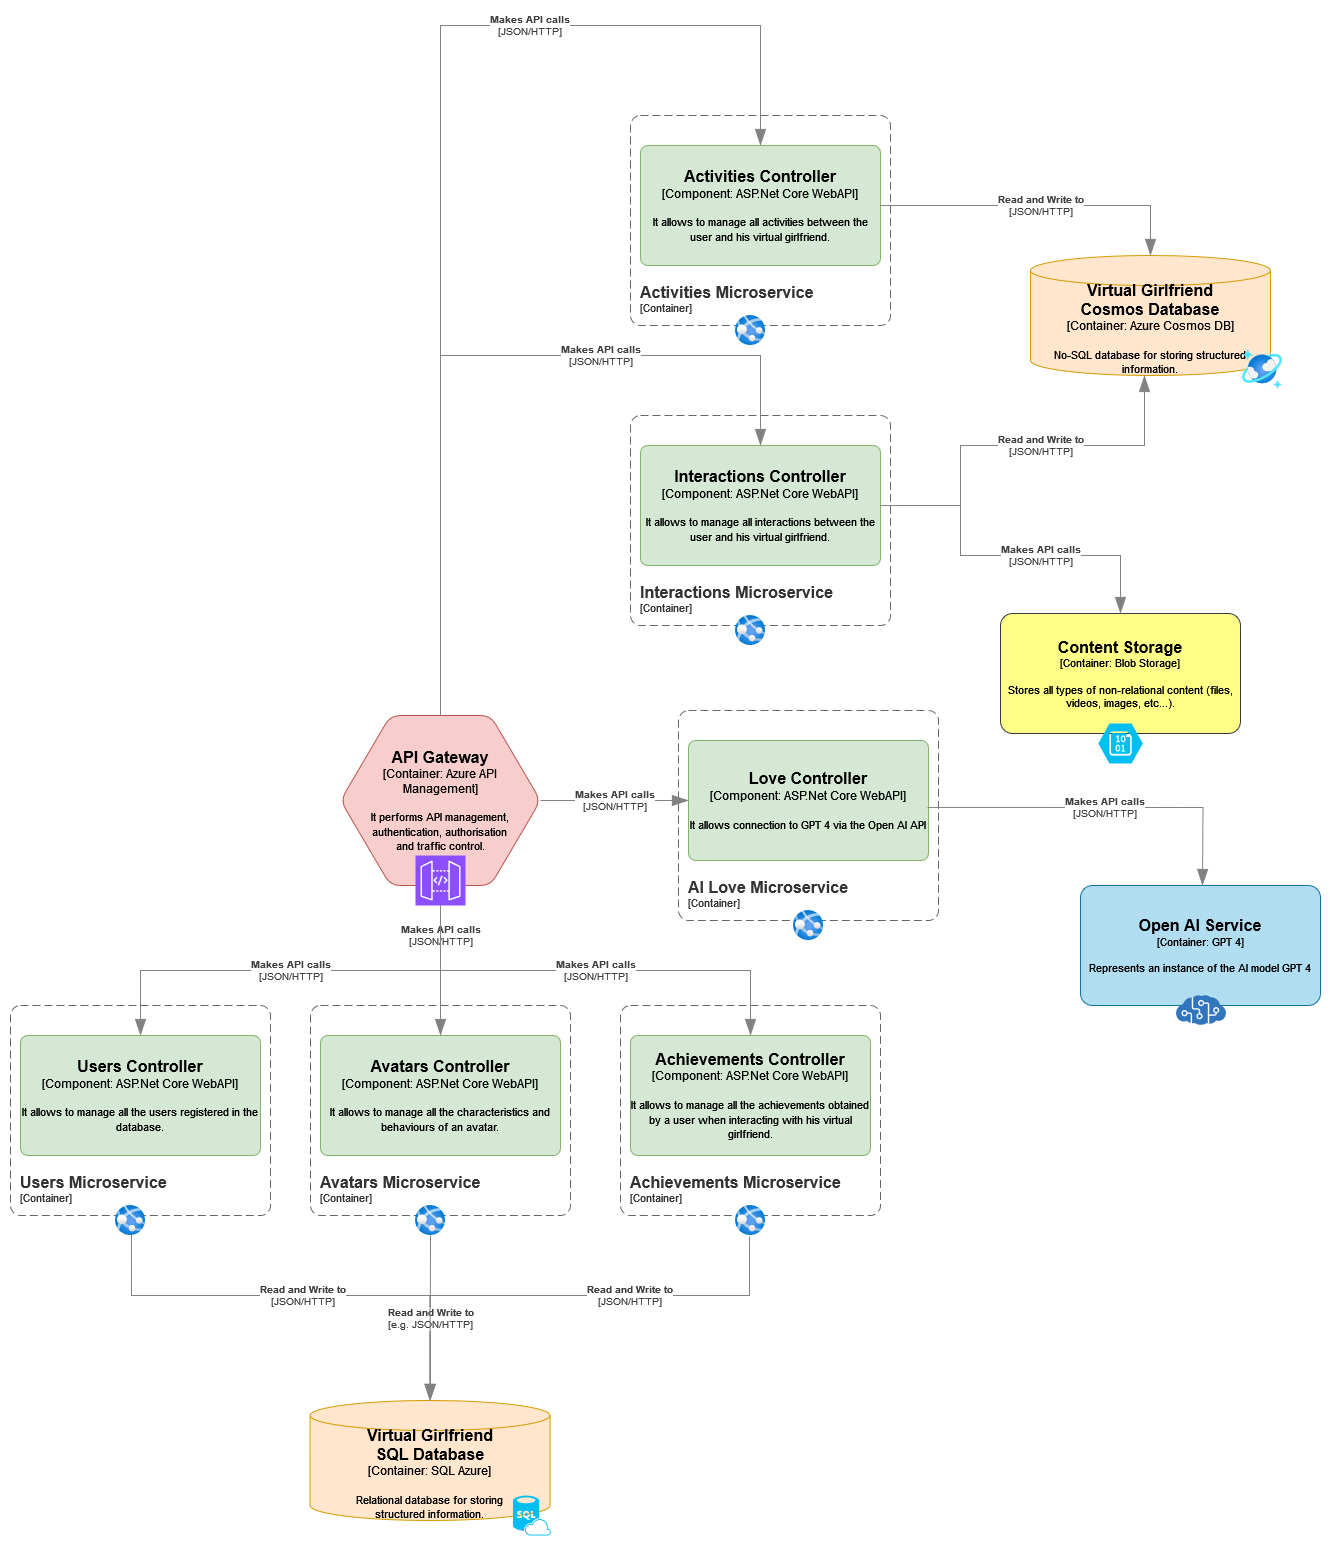 Makes API calls
[JSON/HTTP]
Activities Controller
[Component: ASP.Net Core WebAPI]
It allows to manage all activities between the
user and his virtual girlfriend.
Activities Microservice
[Container]
Read and Write to
[JSON/HTTP]
Virtual Girlfriend
Cosmos Database
[Container: Azure Cosmos DB]
No-SQL database for storing structured
information.
Makes API calls
[JSON/HTTP]
Interactions Controller
[Component: ASP.Net Core WebAPI]
It allows to manage all interactions between the
user and his virtual girlfriend.
Interactions Microservice
[Container]
Read and Write to
[JSON/HTTP]
Makes API calls
[JSON/HTTP]
Content Storage
[Container: Blob Storage]
Stores all types of non-relational content (files,
videos, images, etc...).
10
01
API Gateway
[Container: Azure API
Management]
It performs API management,
authentication, authorisation
and traffic control.
</>
Makes API calls
[JSON/HTTP]
Love Controller
[Component: ASP.Net Core WebAPI]
It allows connection to GPT 4 via the Open AI API
AI Love Microservice
[Container]
Makes API calls
[JSON/HTTP]
Open AI Service
[Container: GPT 4]
Represents an instance of the AI model GPT 4
Makes API calls
[JSON/HTTP]
Makes API calls
[JSON/HTTP]
Makes API calls
[JSON/HTTP]
Users Controller
[Component: ASP.Net Core WebAPI]
It allows to manage all the users registered in the
database.
Users Microservice
[Container]
Avatars Controller
[Component: ASP.Net Core WebAPI]
It allows to manage all the characteristics and
behaviours of an avatar.
Avatars Microservice
[Container]
Achievements Controller
[Component: ASP.Net Core WebAPI]
It allows to manage all the achievements obtained
by a user when interacting with his virtual
girlfriend.
Achievements Microservice
[Container]
Read and Write to
[JSON/HTTP]
Read and Write to
[JSON/HTTP]
Read and Write to
[e.g. JSON/HTTP]
Virtual Girlfriend
SQL Database
[Container: SQL Azure]
Relational database for storing
structured information.
SQL